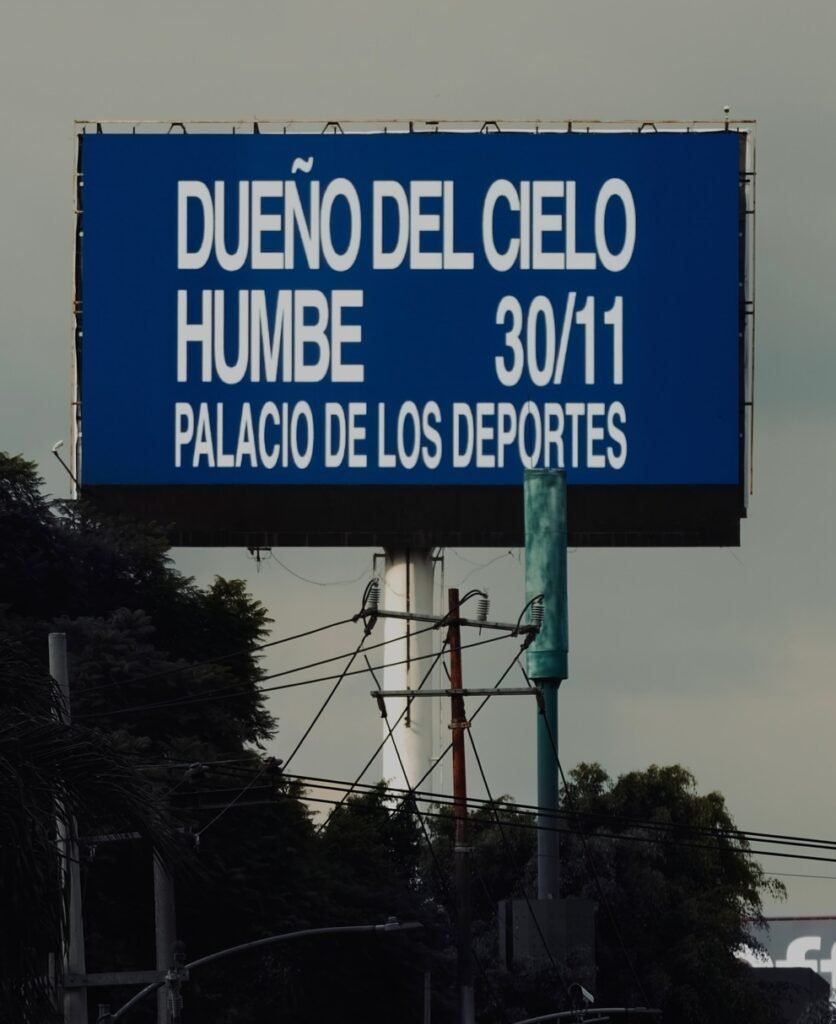 DUEÑO DEL CIELO
HUMBE 30/11
PALACIO DE LOS DEPORTES